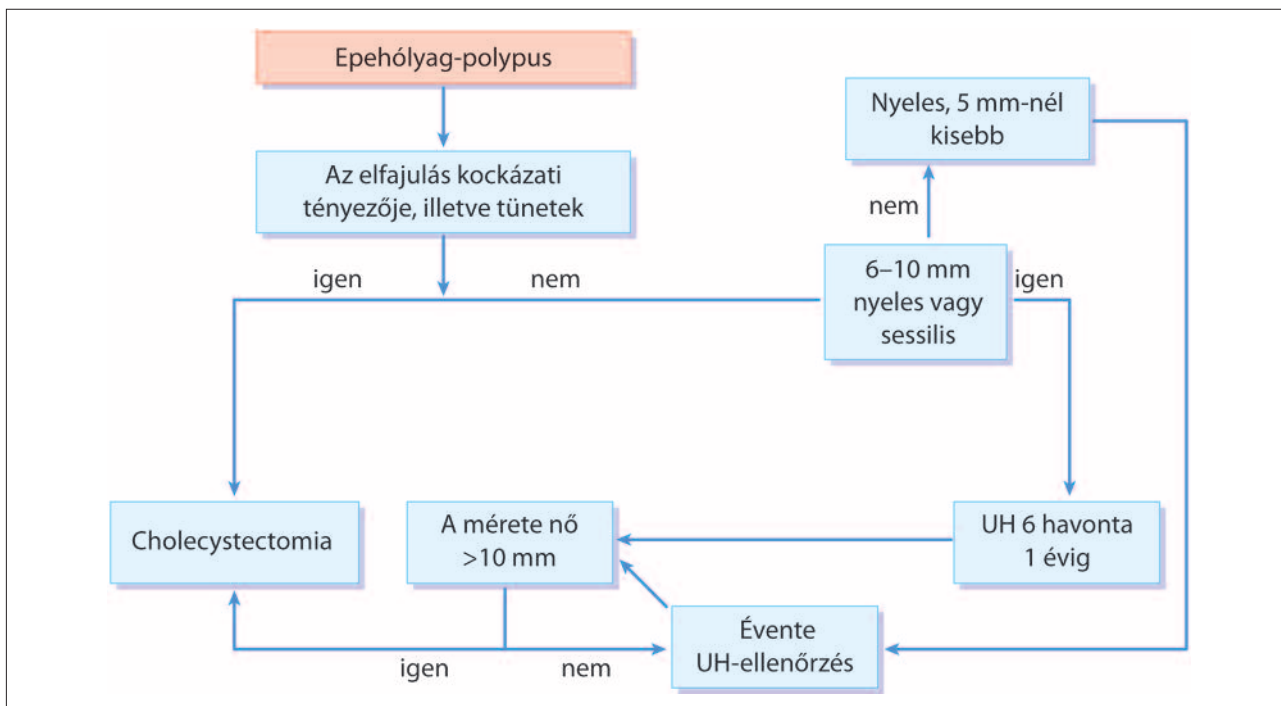 Epehólyag-polypus
Az elfajulás kockázati
tényezője, illetve tünetek
igen
nem
Nyeles, 5 mm-nél
kisebb
nem
6–10 mm
nyeles vagy
sessilis
igen
Cholecystectomia
A mérete nő
>10 mm
UH 6 havonta
1 évig
igen
nem
Évente
UH-ellenőrzés